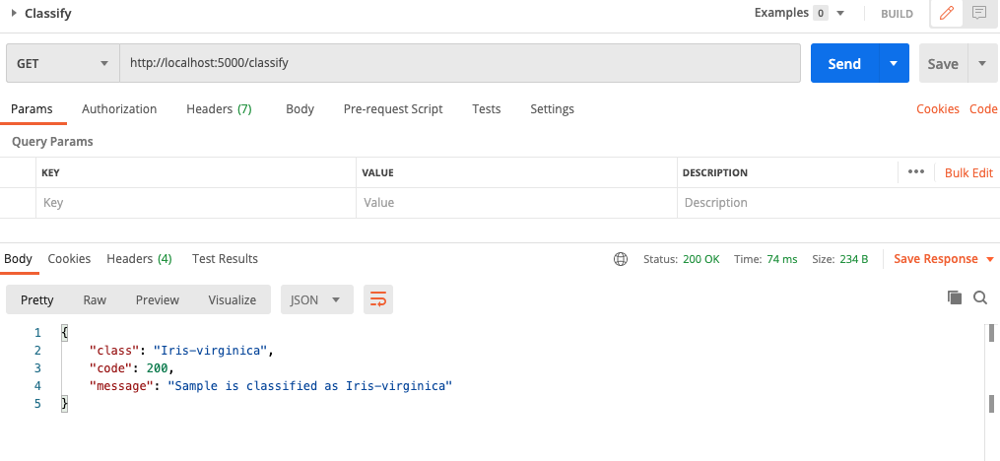 Classify Examples 0 BUILD
GET http://localhost:5000/classify Send Save
Params Authorization Headers (7) Body Pre-request Script Tests Settings Cookies Code
Query Params
KEY VALUE DESCRIPTION ••• Bulk Edit
Key Value Description
Body Cookies Headers (4) Test Results Status: 200 OK Time: 74 ms Size: 234 B Save Response
Pretty Raw Preview Visualize JSON
1 {
2 "class": "Iris-virginica",
3 "code": 200,
4 "message": "Sample is classified as Iris-virginica"
5 }